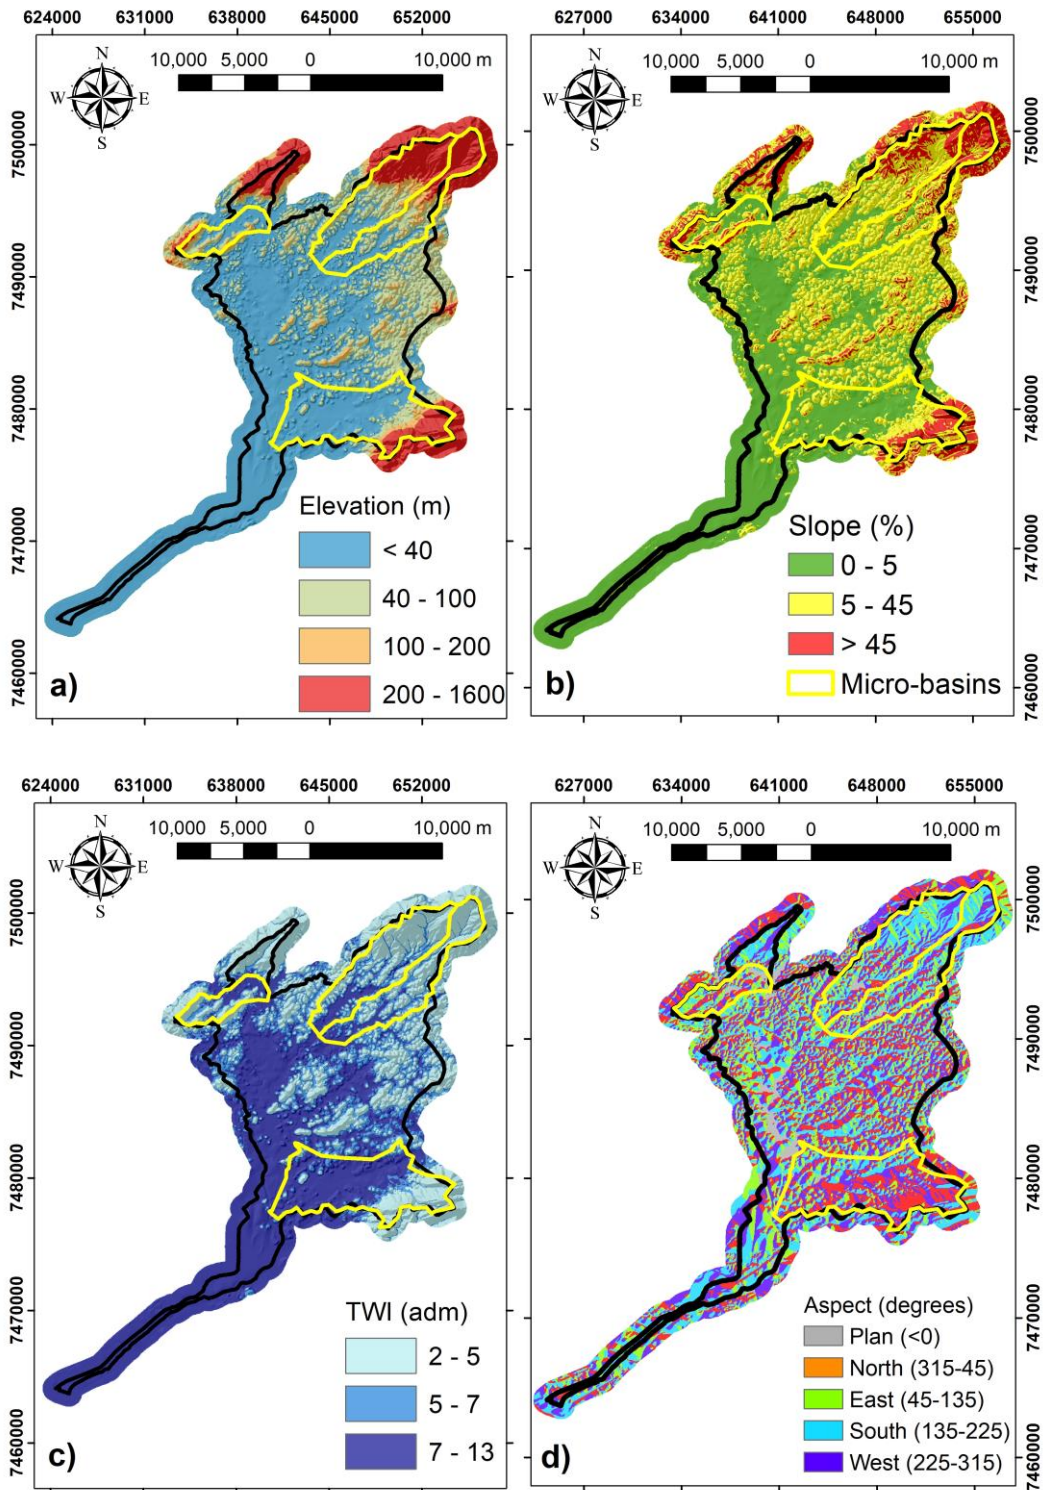 624000 631000 638000 645000 652000
N
W E
S
10,000 5,000 0 10,000 m
7500000
7490000
7480000
7470000
7460000
Elevation (m)
< 40
40 - 100
100 - 200
200 - 1600
a)
627000 634000 641000 648000 655000
N
W E
S
10,000 5,000 0 10,000 m
7500000
7490000
7480000
7470000
7460000
Slope (%)
0 - 5
5 - 45
> 45
Micro-basins
b)
624000 631000 638000 645000 652000
N
W E
S
10,000 5,000 0 10,000 m
7500000
7490000
7480000
7470000
7460000
TWI (adm)
2 - 5
5 - 7
7 - 13
c)
627000 634000 641000 648000 655000
N
W E
S
10,000 5,000 0 10,000 m
7500000
7490000
7480000
7470000
7460000
Aspect (degrees)
Plan (<0)
North (315-45)
East (45-135)
South (135-225)
West (225-315)
d)